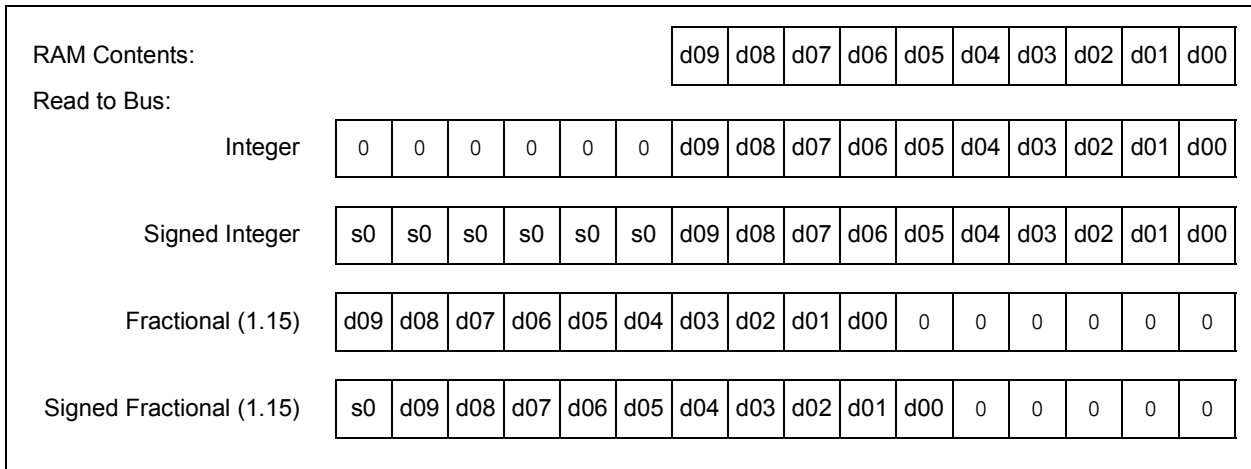 RAM Contents: d09 d08 d07 d06 d05 d04 d03 d02 d01 d00
Read to Bus:
Integer 0 0 0 0 0 0 d09 d08 d07 d06 d05 d04 d03 d02 d01 d00
Signed Integer s0 s0 s0 s0 s0 s0 d09 d08 d07 d06 d05 d04 d03 d02 d01 d00
Fractional (1.15) d09 d08 d07 d06 d05 d04 d03 d02 d01 d00 0 0 0 0 0 0
Signed Fractional (1.15) s0 d09 d08 d07 d06 d05 d04 d03 d02 d01 d00 0 0 0 0 0